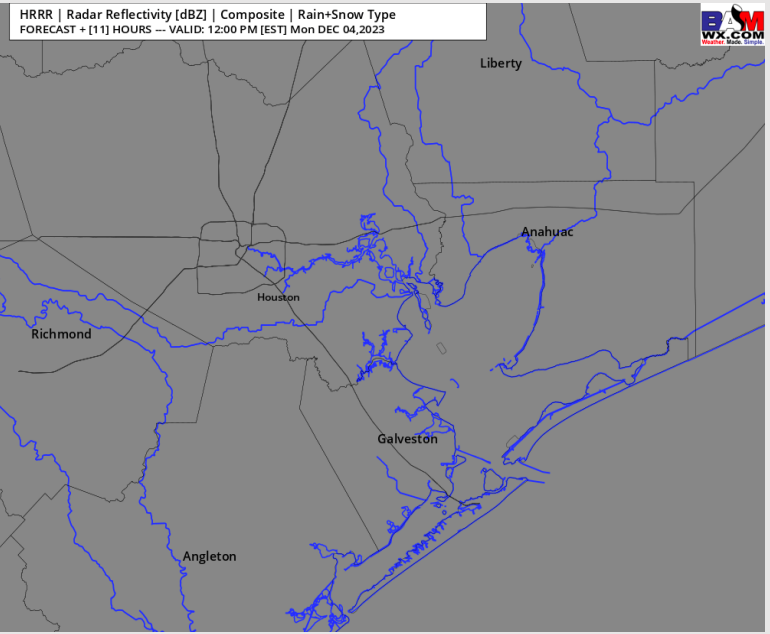 HRRR | Radar Reflectivity [dBZ] | Composite | Rain+Snow Type
FORECAST + [11] HOURS --- VALID: 12:00 PM [EST] Mon DEC 04,2023
BAM
WX.COM
Weather. Made. Simple.
Liberty
Anahuac
Houston
Richmond
Galveston
Angleton